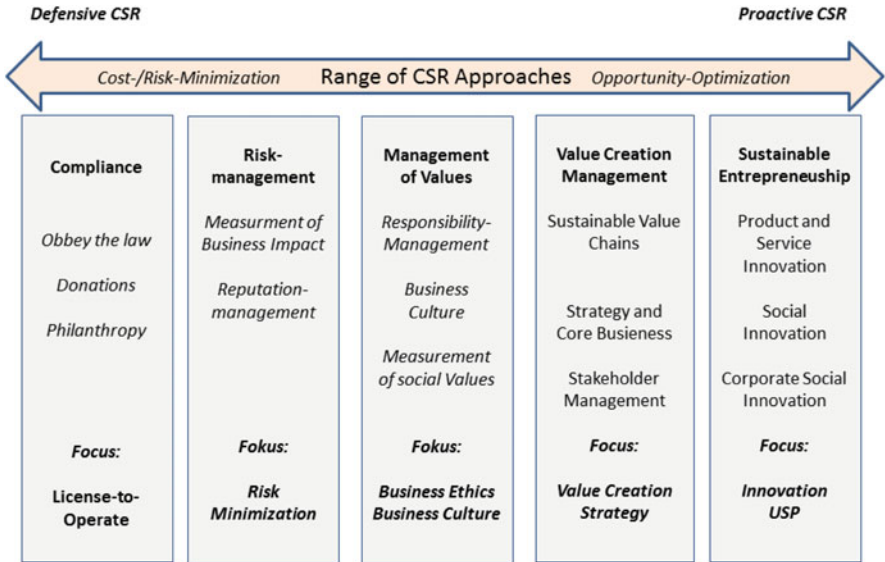 Defensive CSR
Proactive CSR
Cost-/Risk-Minimization
Range of CSR Approaches
Opportunity-Optimization
Compliance
Obbey the law
Donations
Philanthropy
Focus:
License-to-
Operate
Risk-
management
Measurment of
Business Impact
Reputation-
management
Fokus:
Risk
Minimization
Management
of Values
Responsibility-
Management
Business
Culture
Measurement
of social Values
Fokus:
Business Ethics
Business Culture
Value Creation
Management
Sustainable Value
Chains
Strategy and
Core Busieness
Stakeholder
Management
Focus:
Value Creation
Strategy
Sustainable
Entrepeneuship
Product and
Service
Innovation
Social
Innovation
Corporate Social
Innovation
Focus:
Innovation
USP